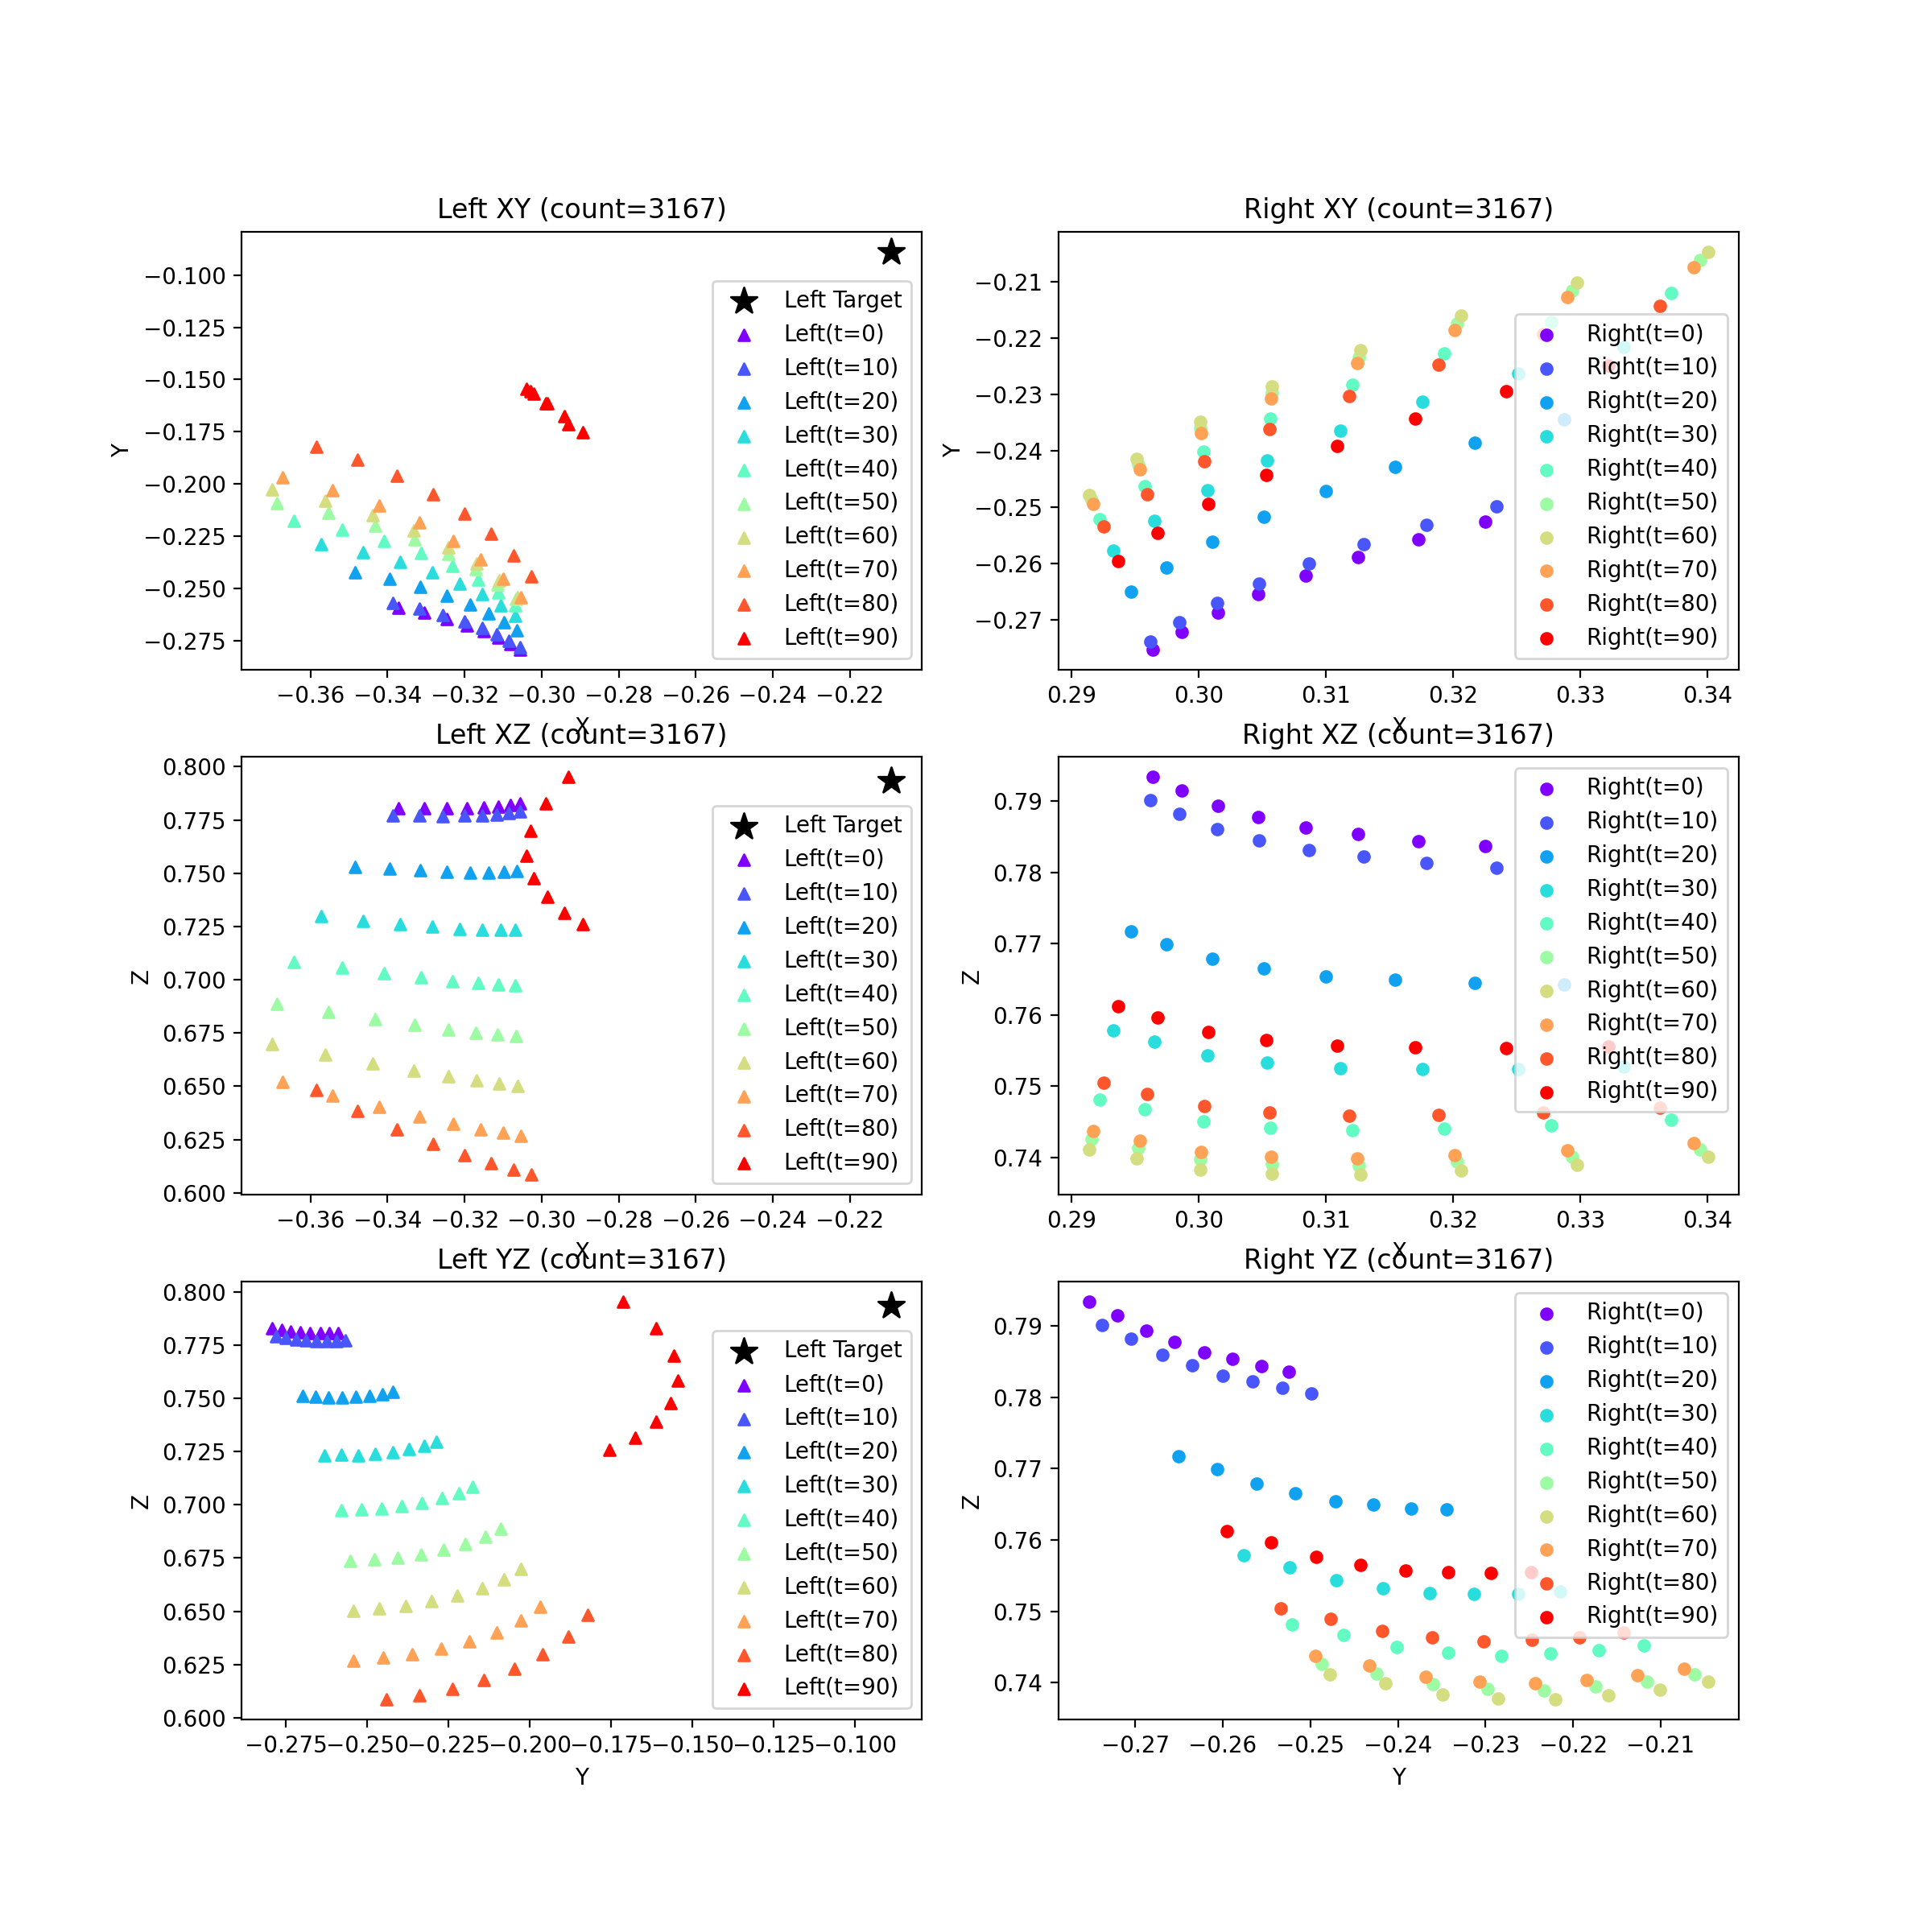 Left XY (count=3167)
−0.100
−0.125
−0.150
−0.175
−0.200
−0.225
−0.250
−0.275
Y
Left Target
Left(t=0)
Left(t=10)
Left(t=20)
Left(t=30)
Left(t=40)
Left(t=50)
Left(t=60)
Left(t=70)
Left(t=80)
Left(t=90)
−0.36 −0.34 −0.32 −0.30 −0.28 −0.26 −0.24 −0.22
X
Right XY (count=3167)
−0.21
−0.22
−0.23
−0.24
−0.25
−0.26
−0.27
Y
Right(t=0)
Right(t=10)
Right(t=20)
Right(t=30)
Right(t=40)
Right(t=50)
Right(t=60)
Right(t=70)
Right(t=80)
Right(t=90)
0.29 0.30 0.31 0.32 0.33 0.34
X
Left XZ (count=3167)
0.800
0.775
0.750
0.725
0.700
0.675
0.650
0.625
0.600
Z
Left Target
Left(t=0)
Left(t=10)
Left(t=20)
Left(t=30)
Left(t=40)
Left(t=50)
Left(t=60)
Left(t=70)
Left(t=80)
Left(t=90)
−0.36 −0.34 −0.32 −0.30 −0.28 −0.26 −0.24 −0.22
X
Right XZ (count=3167)
0.79
0.78
0.77
0.76
0.75
0.74
Z
Right(t=0)
Right(t=10)
Right(t=20)
Right(t=30)
Right(t=40)
Right(t=50)
Right(t=60)
Right(t=70)
Right(t=80)
Right(t=90)
0.29 0.30 0.31 0.32 0.33 0.34
X
Left YZ (count=3167)
0.800
0.775
0.750
0.725
0.700
0.675
0.650
0.625
0.600
Z
Left Target
Left(t=0)
Left(t=10)
Left(t=20)
Left(t=30)
Left(t=40)
Left(t=50)
Left(t=60)
Left(t=70)
Left(t=80)
Left(t=90)
−0.275 −0.250 −0.225 −0.200 −0.175 −0.150 −0.125 −0.100
Y
Right YZ (count=3167)
0.79
0.78
0.77
0.76
0.75
0.74
Z
Right(t=0)
Right(t=10)
Right(t=20)
Right(t=30)
Right(t=40)
Right(t=50)
Right(t=60)
Right(t=70)
Right(t=80)
Right(t=90)
−0.27 −0.26 −0.25 −0.24 −0.23 −0.22 −0.21
Y